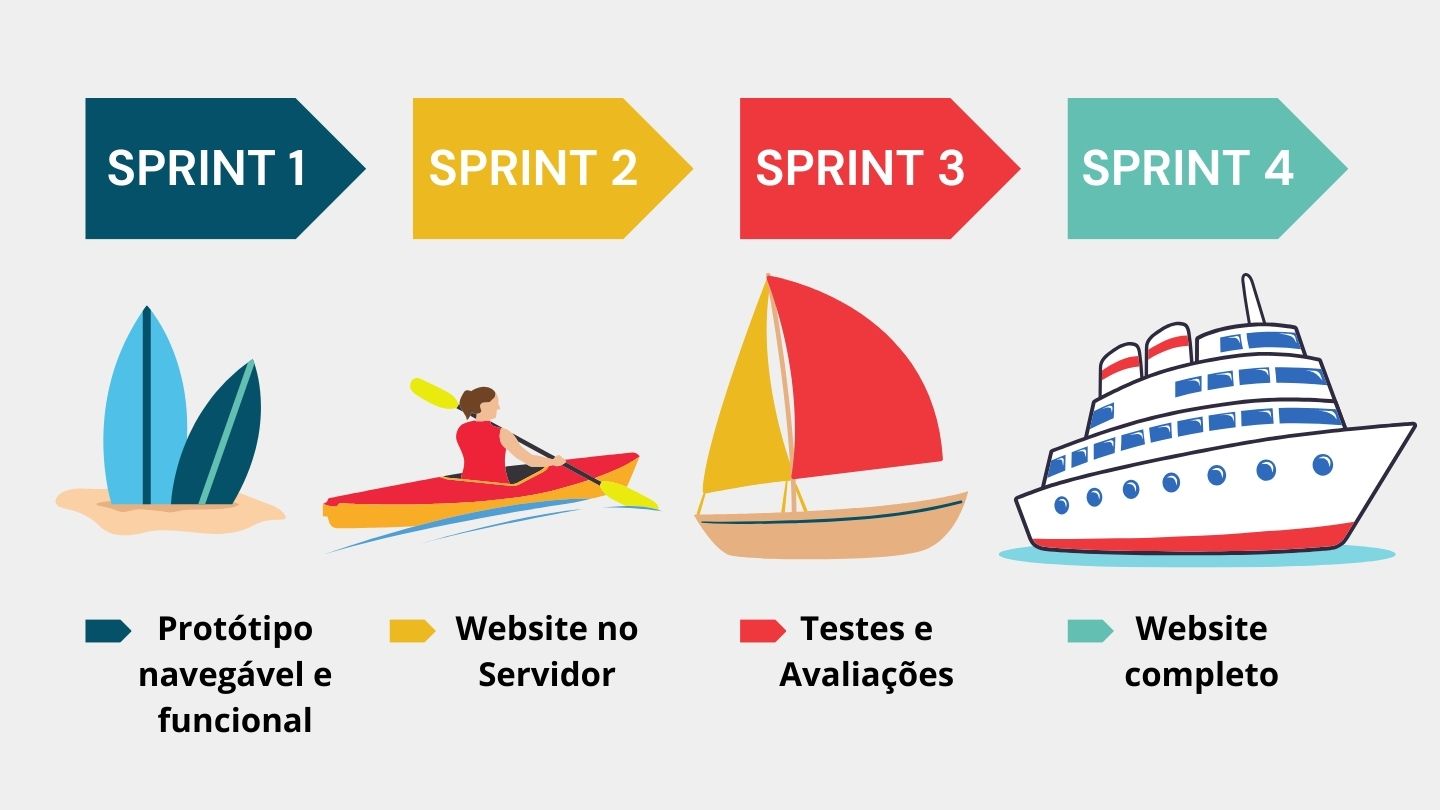 SPRINT 1
SPRINT 2
SPRINT 3
SPRINT 4
Protótipo
navegável e
funcional
Website no
Servidor
Testes e
Avaliações
Website
completo